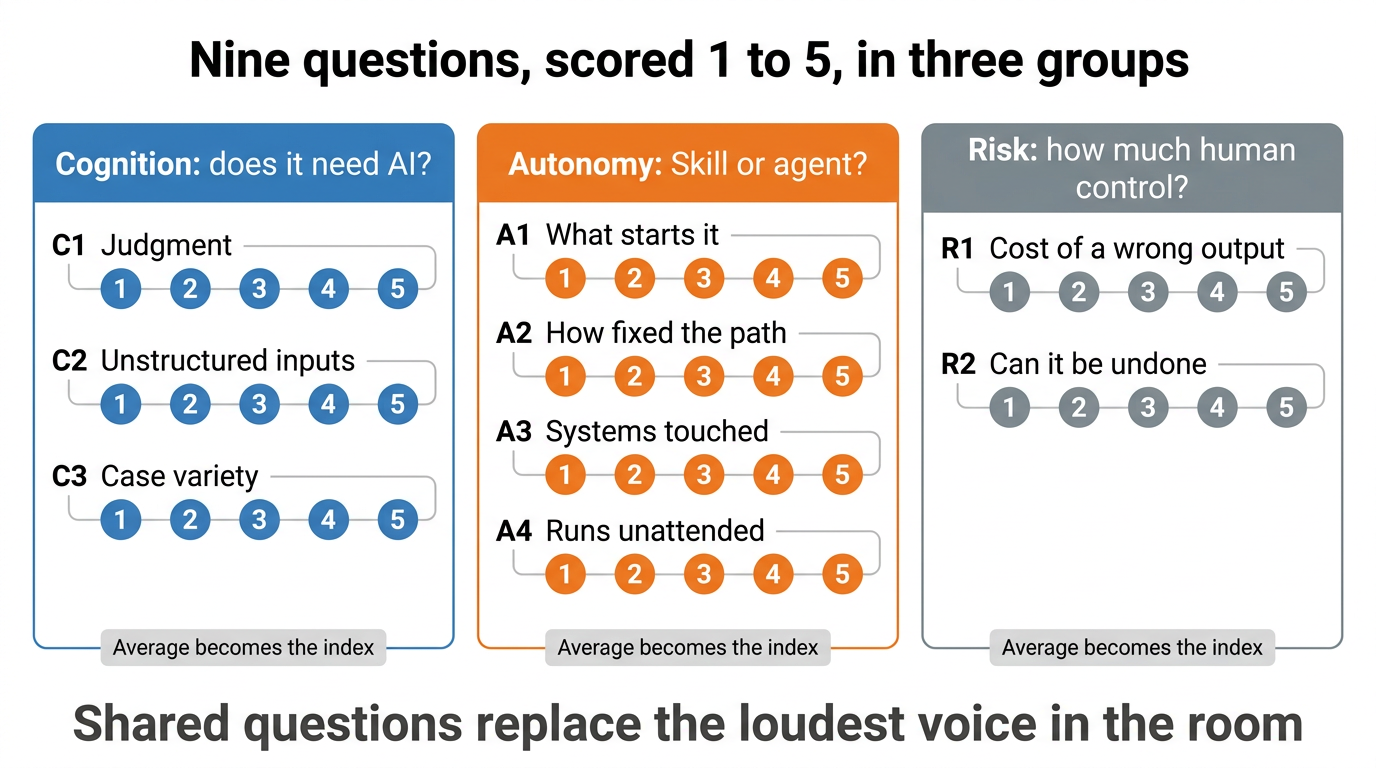 Nine questions, scored 1 to 5, in three groups
Cognition: does it need AI?
C1 Judgment
1 2 3 4 5
C2 Unstructured inputs
1 2 3 4 5
C3 Case variety
1 2 3 4 5
Average becomes the index
Autonomy: Skill or agent?
A1 What starts it
1 2 3 4 5
A2 How fixed the path
1 2 3 4 5
A3 Systems touched
1 2 3 4 5
A4 Runs unattended
1 2 3 4 5
Average becomes the index
Risk: how much human
control?
R1 Cost of a wrong output
1 2 3 4 5
R2 Can it be undone
1 2 3 4 5
Average becomes the index
Shared questions replace the loudest voice in the room